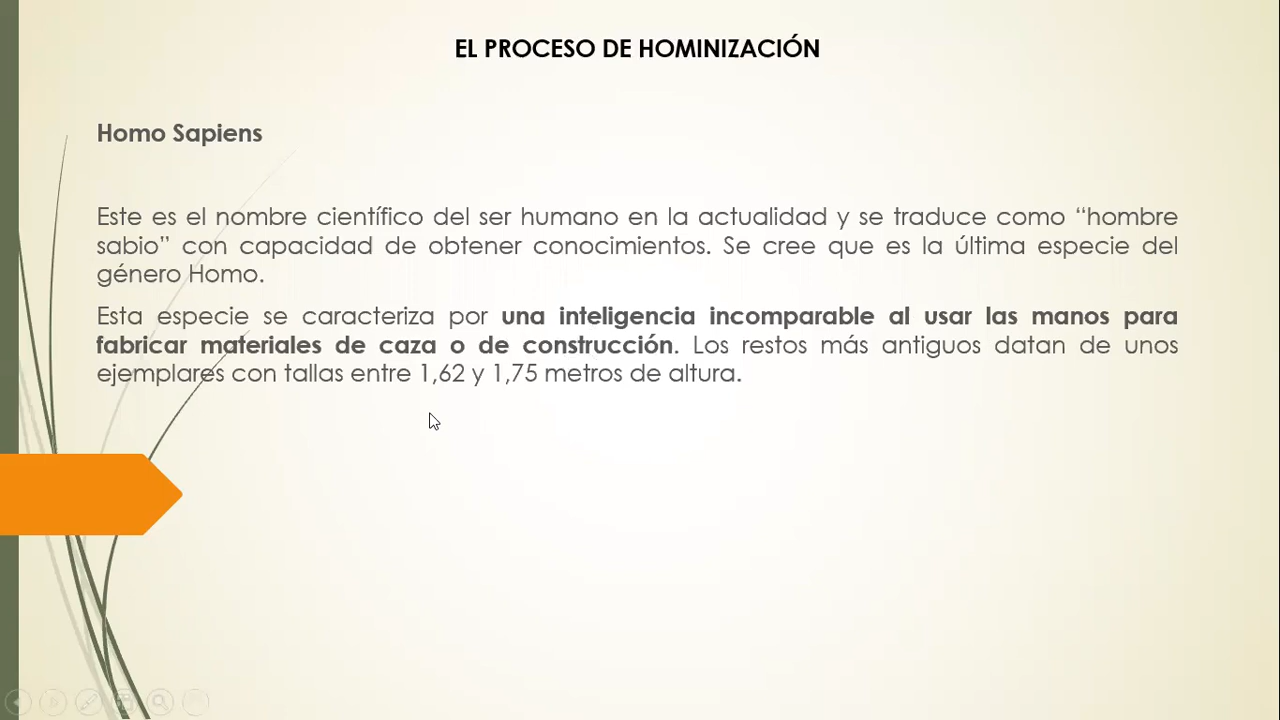 EL PROCESO DE HOMINIZACIÓN
Homo Sapiens
Este es el nombre científico del ser humano en la actualidad y se traduce como “hombre
sabio” con capacidad de obtener conocimientos. Se cree que es la última especie del
género Homo.
Esta especie se caracteriza por una inteligencia incomparable al usar las manos para
fabricar materiales de caza o de construcción. Los restos más antiguos datan de unos
ejemplares con tallas entre 1,62 y 1,75 metros de altura.